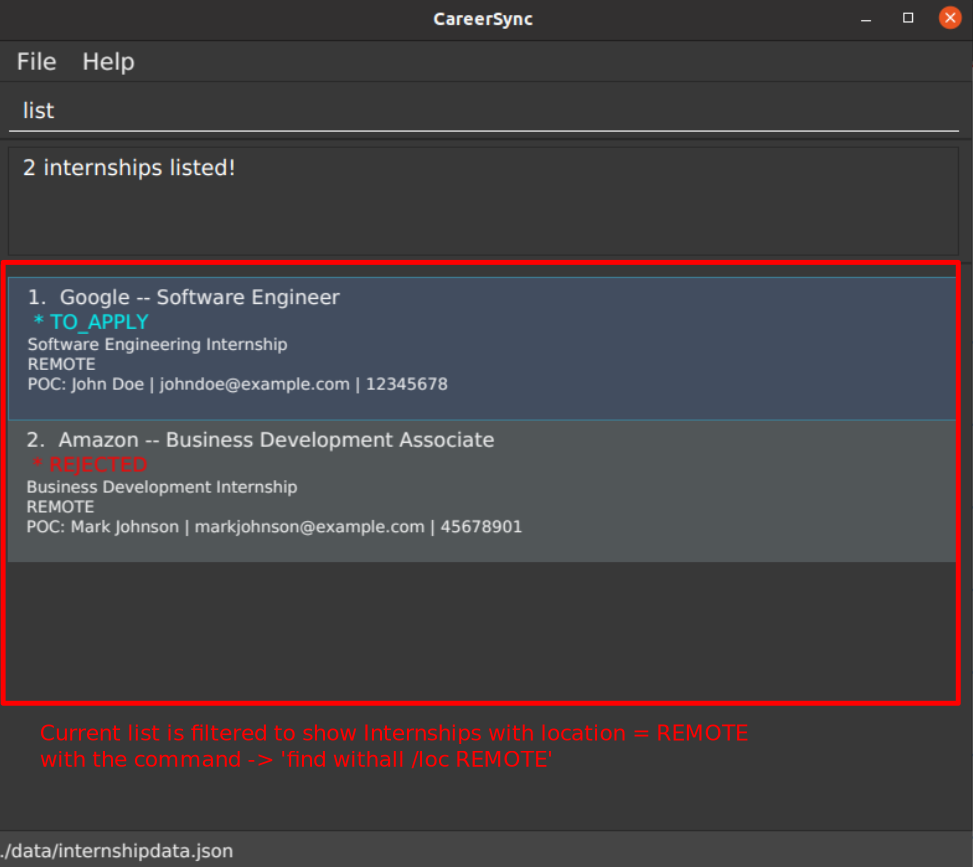 CareerSync
File Help
list
2 internships listed!
1. Google -- Software Engineer
* TO_APPLY
Software Engineering Internship
REMOTE
POC: John Doe | johndoe@example.com | 12345678
2. Amazon -- Business Development Associate
* REJECTED
Business Development Internship
REMOTE
POC: Mark Johnson | markjohnson@example.com | 45678901
Current list is filtered to show Internships with location = REMOTE
with the command -> 'find withall /loc REMOTE'
./data/internshipdata.json